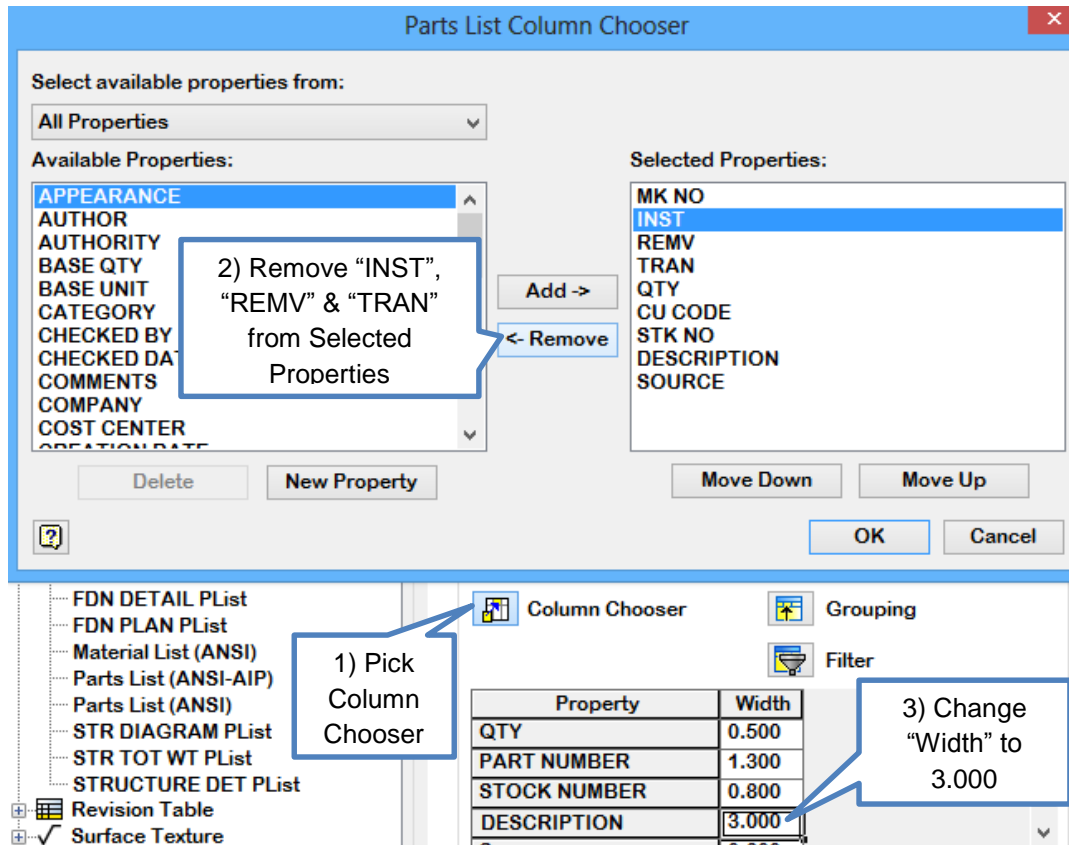 Parts List Column Chooser
Select available properties from:
All Properties
Available Properties:
APPEARANCE
AUTHOR
AUTHORITY
BASE QTY
BASE UNIT
CATEGORY
CHECKED BY
CHECKED DA
COMMENTS
COMPANY
COST CENTER
CREATION DATE
2) Remove “INST”,
“REMV” & “TRAN”
from Selected
Properties
Add ->
<- Remove
Selected Properties:
MK NO
INST
REMV
TRAN
QTY
CU CODE
STK NO
DESCRIPTION
SOURCE
Delete
New Property
Move Down
Move Up
OK
Cancel
FDN DETAIL PList
FDN PLAN PList
Material List (ANSI)
Parts List (ANSI-AIP)
Parts List (ANSI)
STR DIAGRAM PList
STR TOT WT PList
STRUCTURE DET PList
Revision Table
Surface Texture
1) Pick
Column
Chooser
Column Chooser
Grouping
Filter
Property Width
QTY 0.500
PART NUMBER 1.300
STOCK NUMBER 0.800
DESCRIPTION 3.000
3) Change
“Width” to
3.000